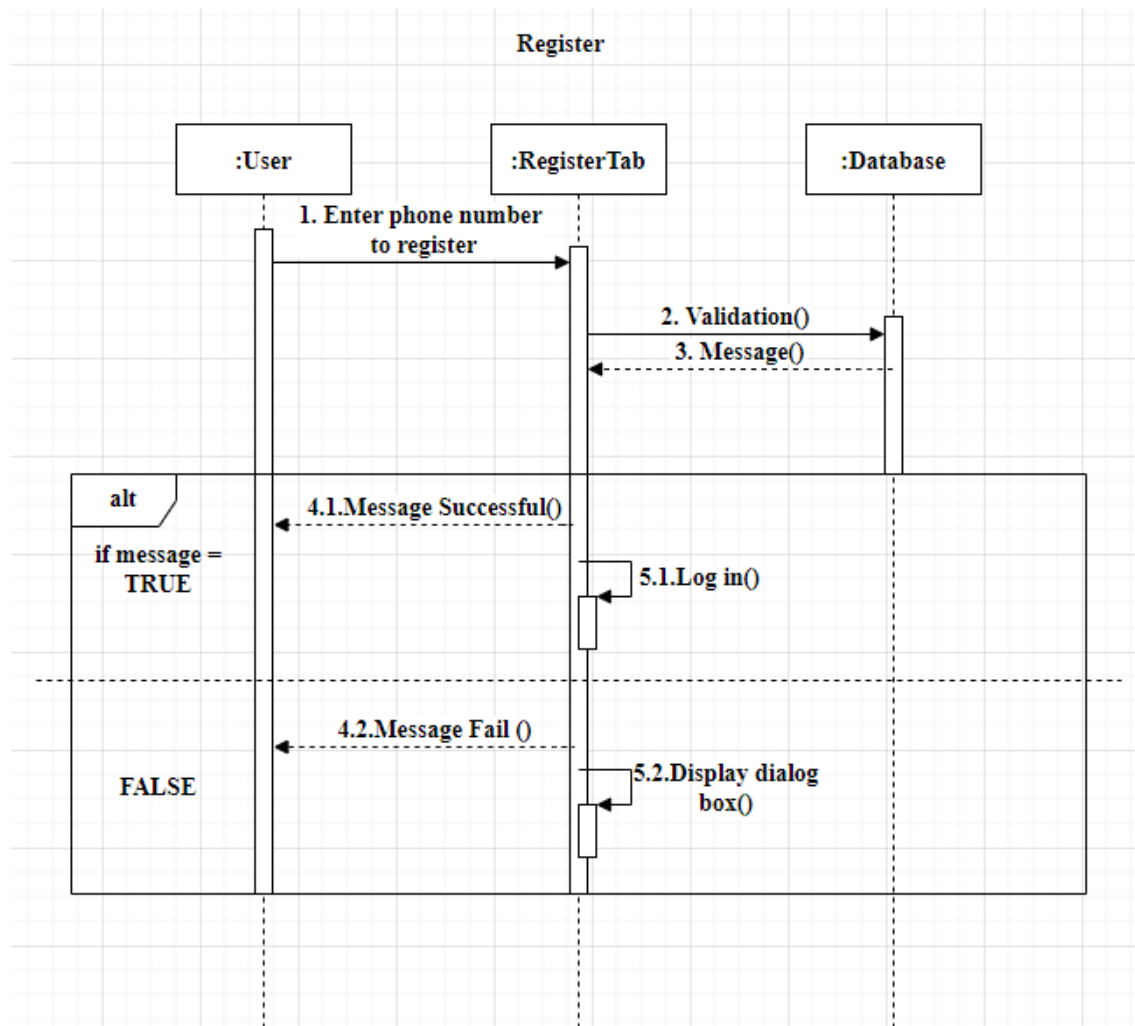 Register
:User
:RegisterTab
:Database
1. Enter phone number
to register
2. Validation()
3. Message()
alt
4.1.Message Successful()
if message =
TRUE
5.1.Log in()
4.2.Message Fail ()
5.2.Display dialog
box()
FALSE